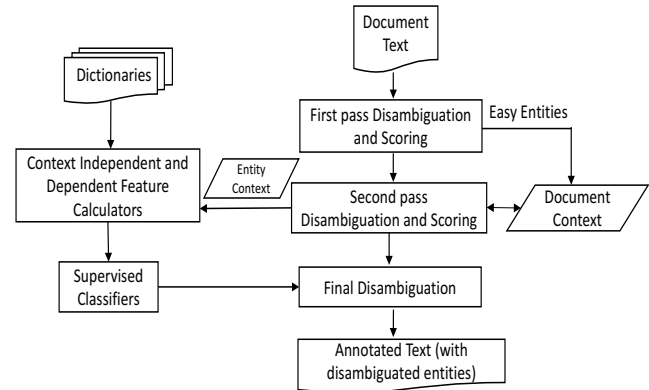 Document
Text
Dictionaries
First pass Disambiguation
and Scoring
Easy Entities
Context Independent and
Dependent Feature
Calculators
Entity
Context
Second pass
Disambiguation and Scoring
Document
Context
Supervised
Classifiers
Final Disambiguation
Annotated Text (with
disambiguated entities)